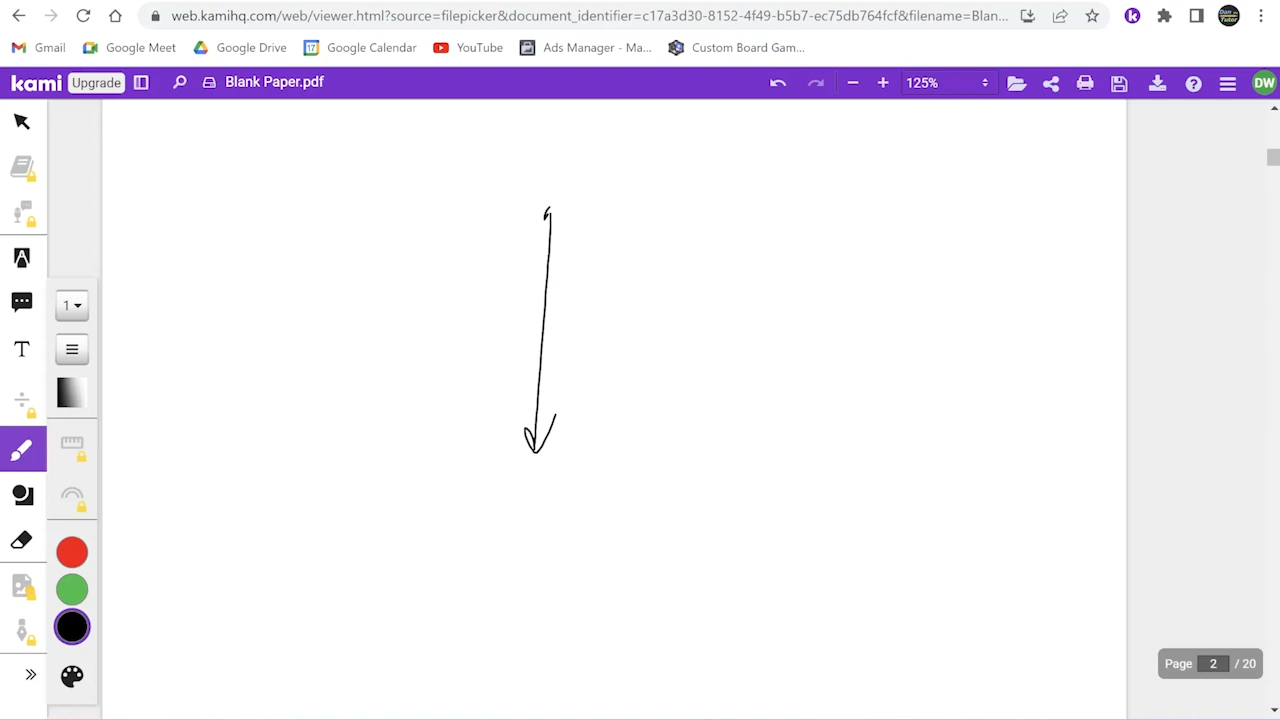 web.kamihq.com/web/viewer.html?source=filepicker&document_identifier=c17a3d30-8152-4f49-b5b7-ec75db764fcf&filename=Blan...
Gmail Google Meet Google Drive 17 Google Calendar YouTube Ads Manager - Ma... Custom Board Gam...
kami Upgrade Blank Paper.pdf 125% DW
T
1
Page 2 / 20